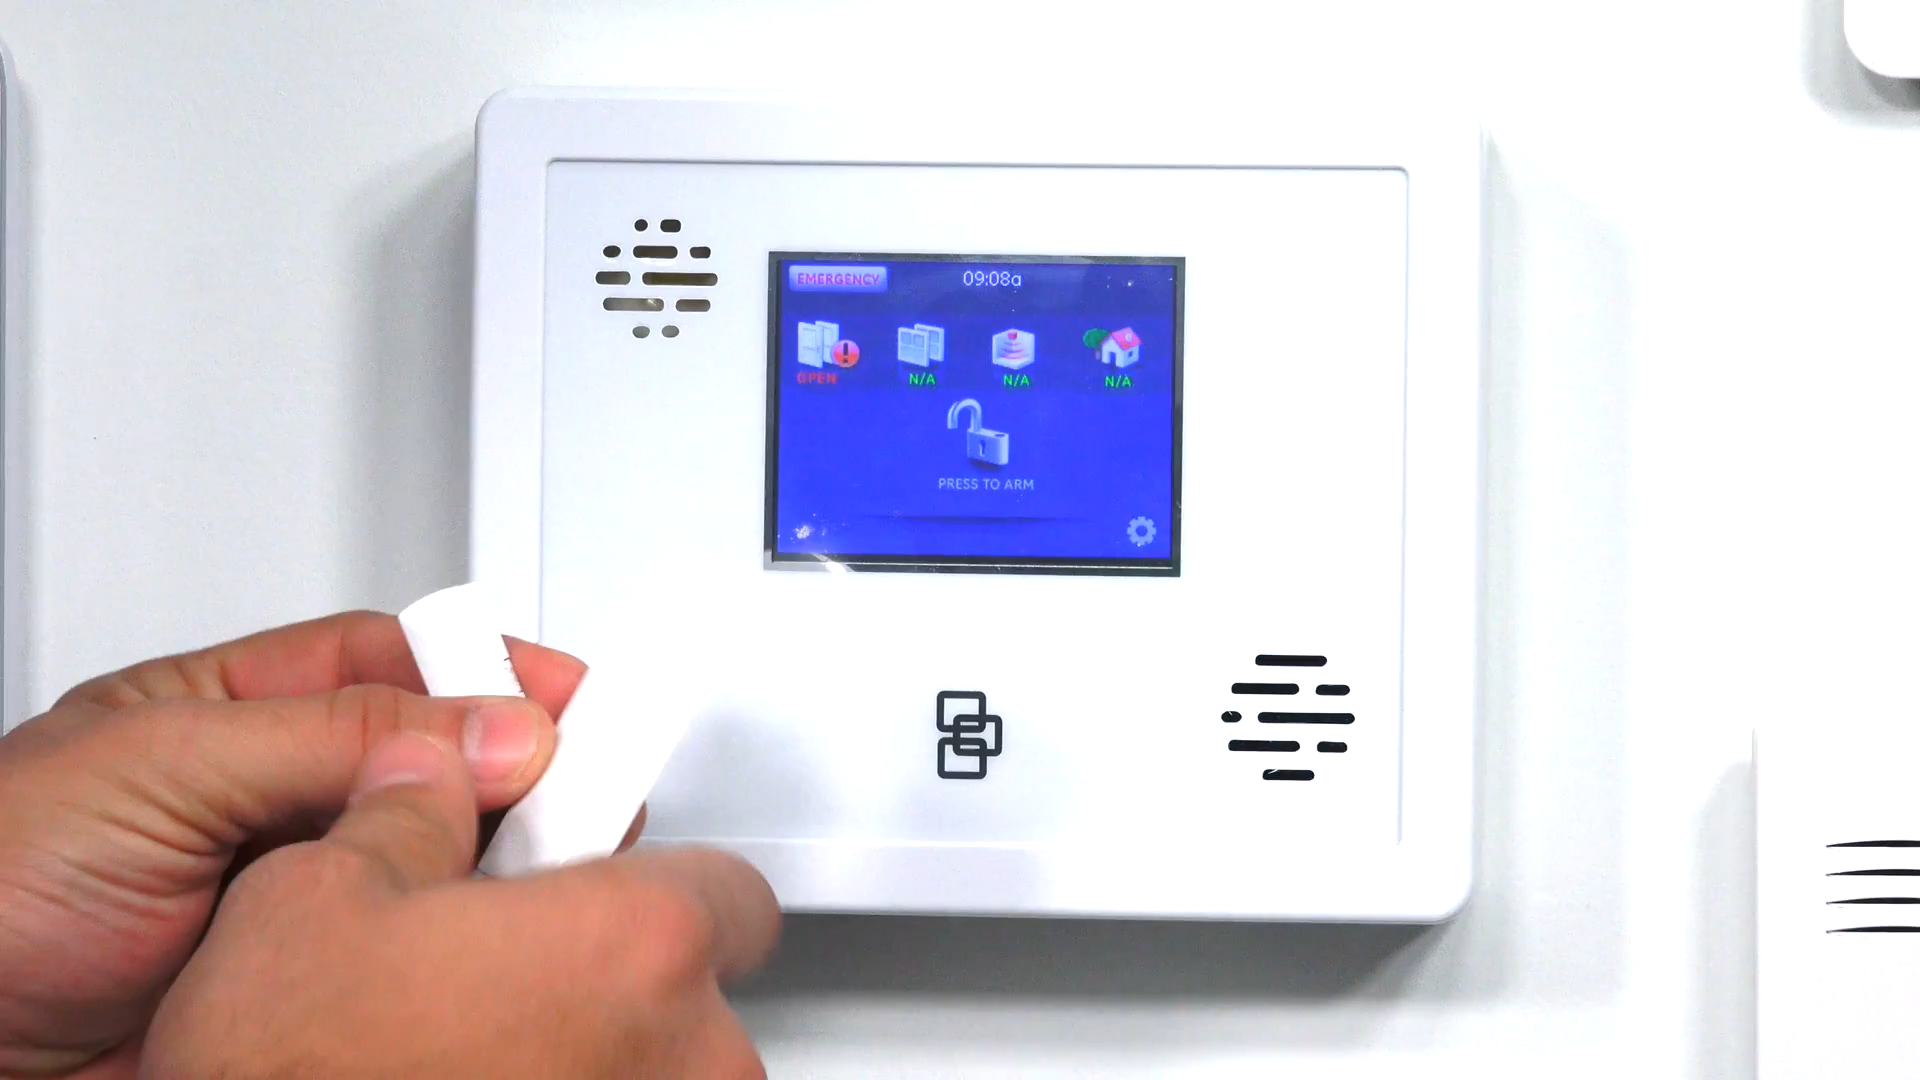 EMERGENCY 09:08a
OPEN N/A N/A N/A
PRESS TO ARM